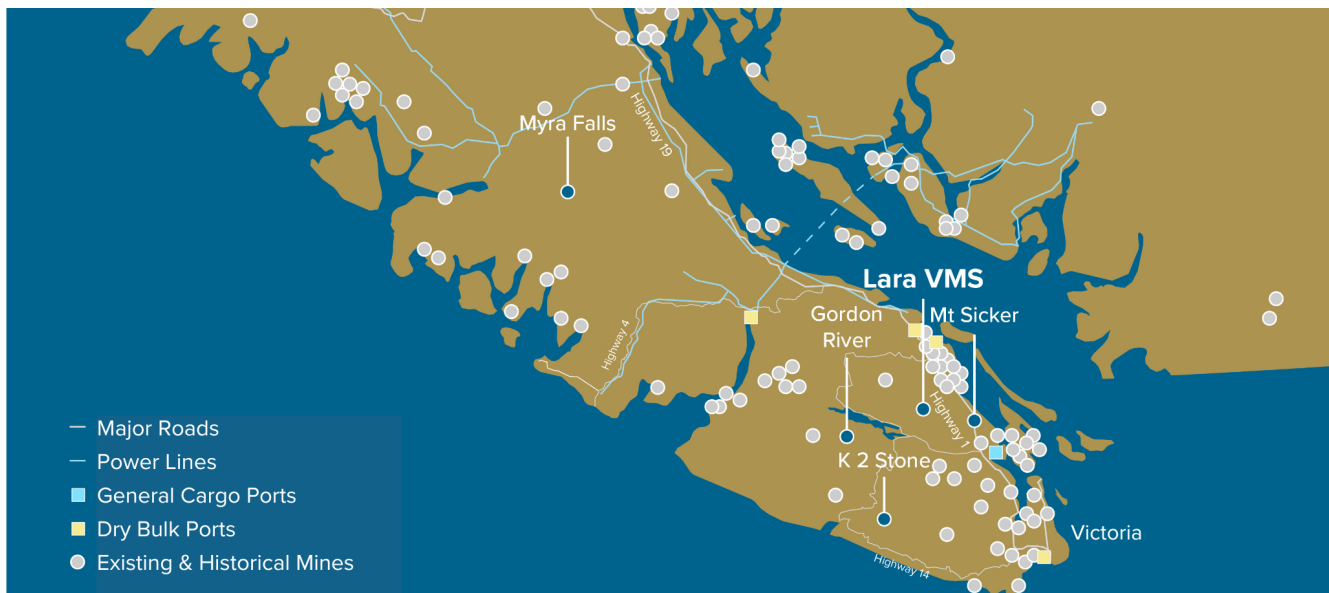 Myra Falls
Highway 19
Lara VMS
Gordon
River
Mt Sicker
Highway 4
Highway 1
K 2 Stone
Victoria
Highway 14
Major Roads
Power Lines
General Cargo Ports
Dry Bulk Ports
Existing & Historical Mines